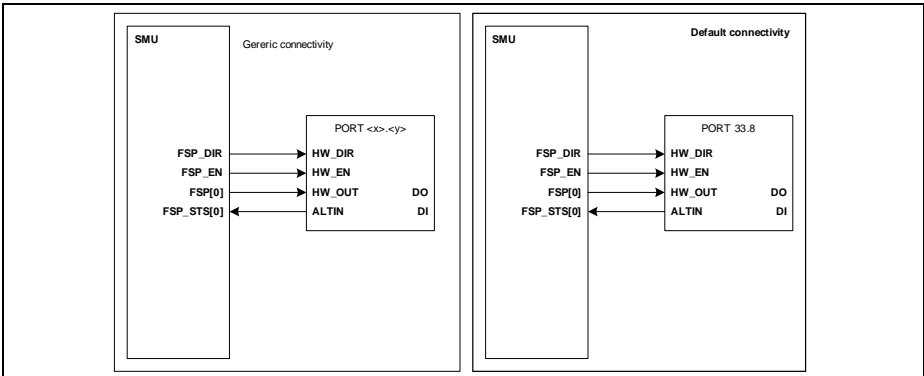 SMU
Gereric connectivity
PORT <x>.<y>
FSP_DIR HW_DIR
FSP_EN HW_EN
FSP[0] HW_OUT DO
FSP_STS[0] ALTIN DI
SMU
Default connectivity
PORT 33.8
FSP_DIR HW_DIR
FSP_EN HW_EN
FSP[0] HW_OUT DO
FSP_STS[0] ALTIN DI